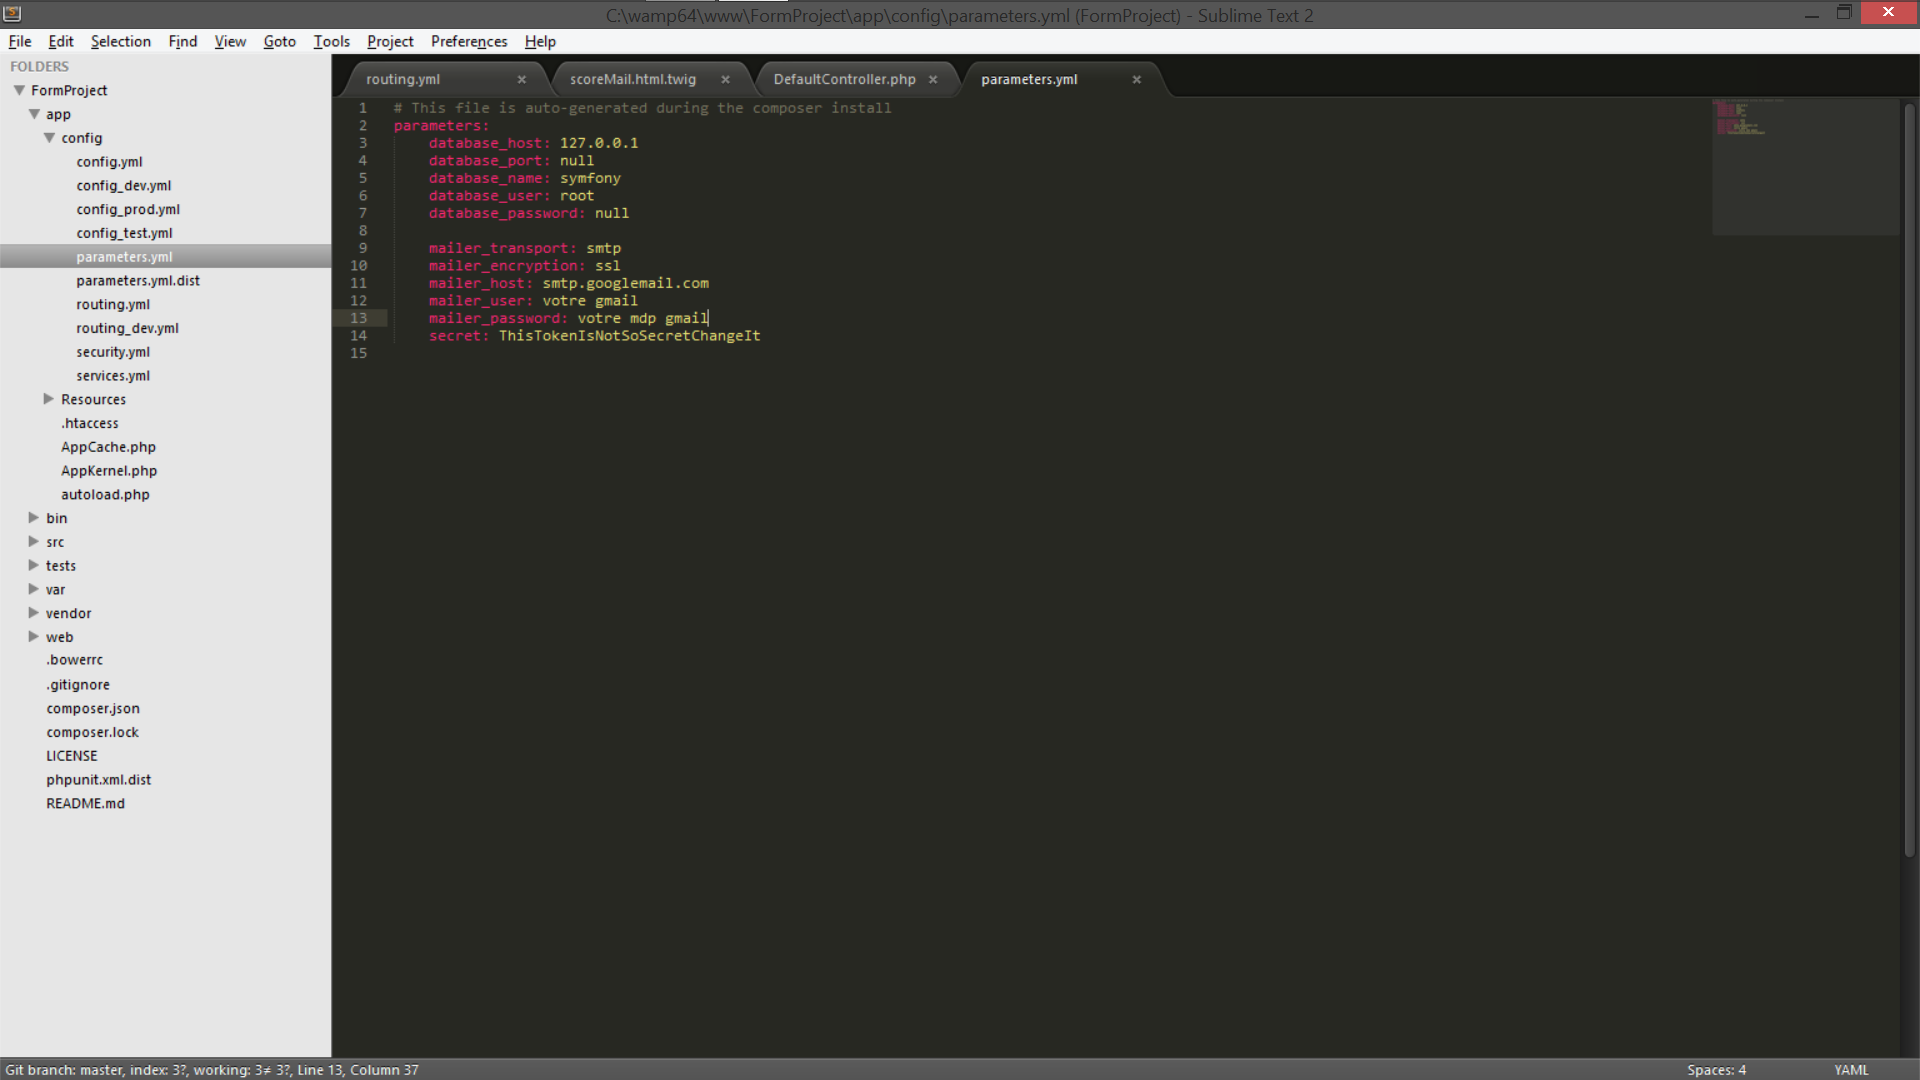 C:\wamp64\www\FormProject\app\config\parameters.yml (FormProject) - Sublime Text 2
File Edit Selection Find View Goto Tools Project Preferences Help
FOLDERS
FormProject
app
config
config.yml
config_dev.yml
config_prod.yml
config_test.yml
parameters.yml
parameters.yml.dist
routing.yml
routing_dev.yml
security.yml
services.yml
Resources
.htaccess
AppCache.php
AppKernel.php
autoload.php
bin
src
tests
var
vendor
web
.bowerrc
.gitignore
composer.json
composer.lock
LICENSE
phpunit.xml.dist
README.md
routing.yml × scoreMail.html.twig × DefaultController.php × parameters.yml ×
1 # This file is auto-generated during the composer install
2 parameters:
3 database_host: 127.0.0.1
4 database_port: null
5 database_name: symfony
6 database_user: root
7 database_password: null
8
9 mailer_transport: smtp
10 mailer_encryption: ssl
11 mailer_host: smtp.googlemail.com
12 mailer_user: votre gmail
13 mailer_password: votre mdp gmail
14 secret: ThisTokenIsNotSoSecretChangeIt
15
Git branch: master, index: 3?, working: 3≠ 3?, Line 13, Column 37
Spaces: 4 YAML